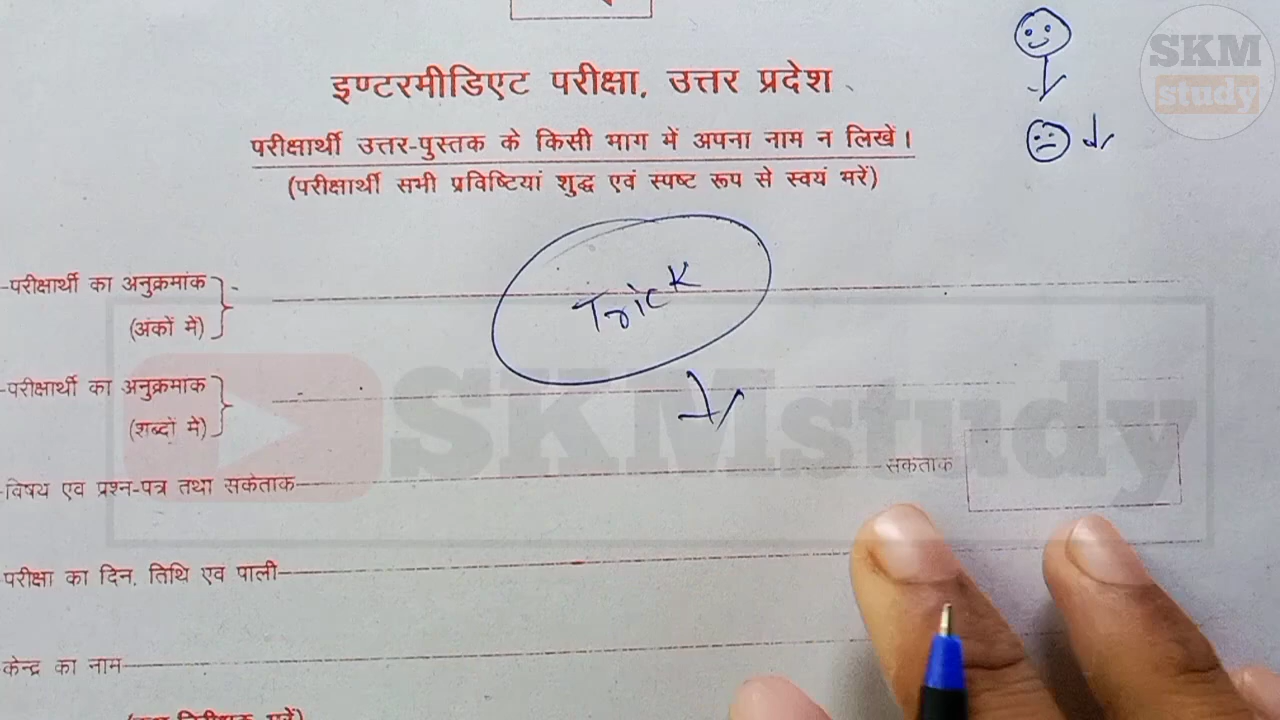 SKM
study
इण्टरमीडिएट परीक्षा, उत्तर प्रदेश
परीक्षार्थी उत्तर-पुस्तक के किसी भाग में अपना नाम न लिखें।
(परीक्षार्थी सभी प्रविष्टियां शुद्ध एवं स्पष्ट रूप से स्वयं भरें)
परीक्षार्थी का अनुक्रमांक
(अंकों में)
Trick
परीक्षार्थी का अनुक्रमांक
(शब्दों में)
SKMstudy
विषय एव प्रश्न-पत्र तथा सकेताक
सकेताक
परीक्षा का दिन, तिथि एव पाली
केन्द्र का नाम